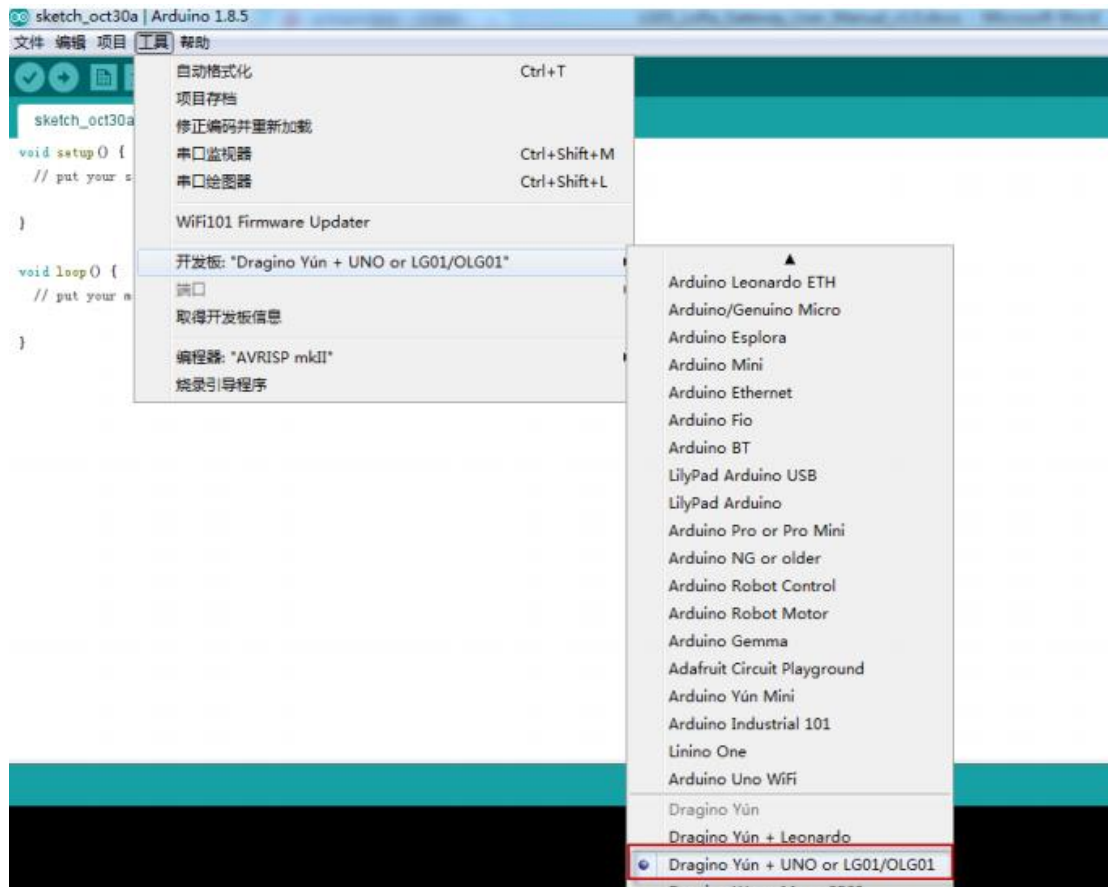 sketch_oct30a | Arduino 1.8.5
文件 编辑 项目 工具 帮助
sketch_oct30a
void setup() {
// put your s
}
void loop() {
// put your m
}
自动格式化 Ctrl+T
项目存档
修正编码并重新加载
串口监视器 Ctrl+Shift+M
串口绘图器 Ctrl+Shift+L
WiFi101 Firmware Updater
开发板: "Dragino Yún + UNO or LG01/OLG01"
端口
取得开发板信息
编程器: "AVRISP mkII"
烧录引导程序
Arduino Leonardo ETH
Arduino/Genuino Micro
Arduino Esplora
Arduino Mini
Arduino Ethernet
Arduino Fio
Arduino BT
LilyPad Arduino USB
LilyPad Arduino
Arduino Pro or Pro Mini
Arduino NG or older
Arduino Robot Control
Arduino Robot Motor
Arduino Gemma
Adafruit Circuit Playground
Arduino Yún Mini
Arduino Industrial 101
Linino One
Arduino Uno WiFi
Dragino Yún
Dragino Yún + Leonardo
Dragino Yún + UNO or LG01/OLG01